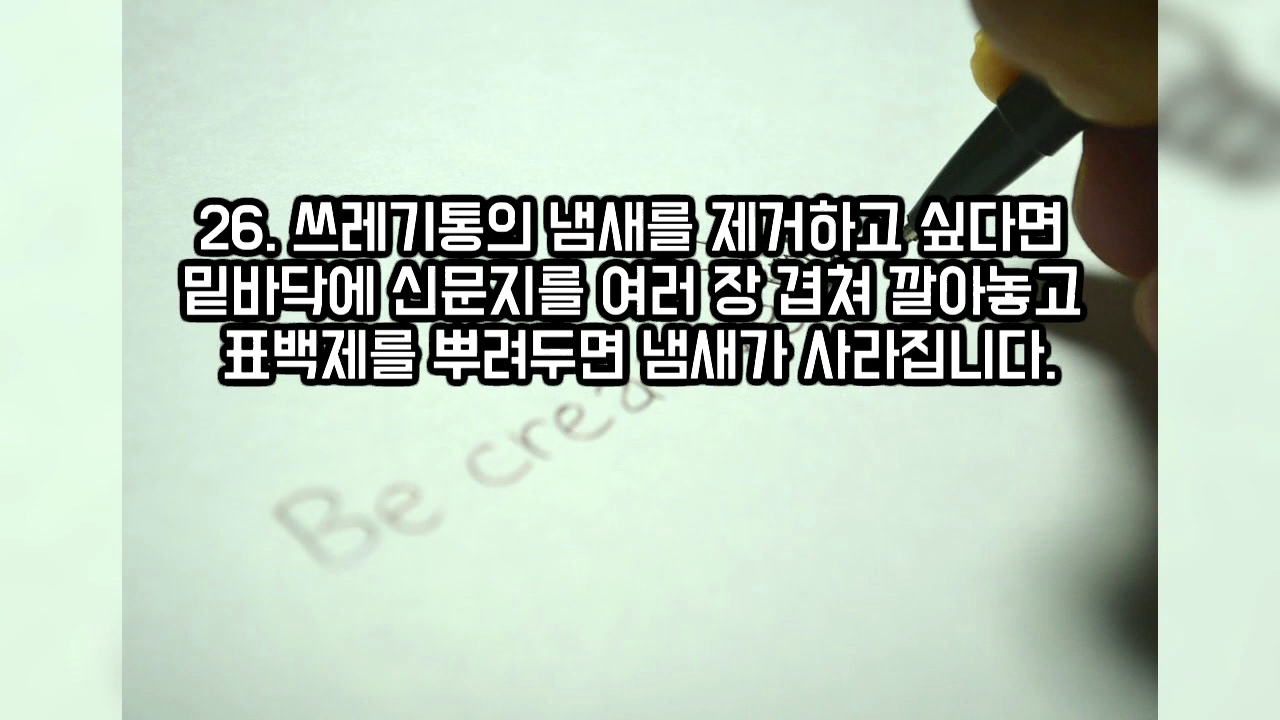 26. 쓰레기통의 냄새를 제거하고 싶다면
밑바닥에 신문지를 여러 장 겹쳐 깔아놓고
표백제를 뿌려두면 냄새가 사라집니다.
Be crea